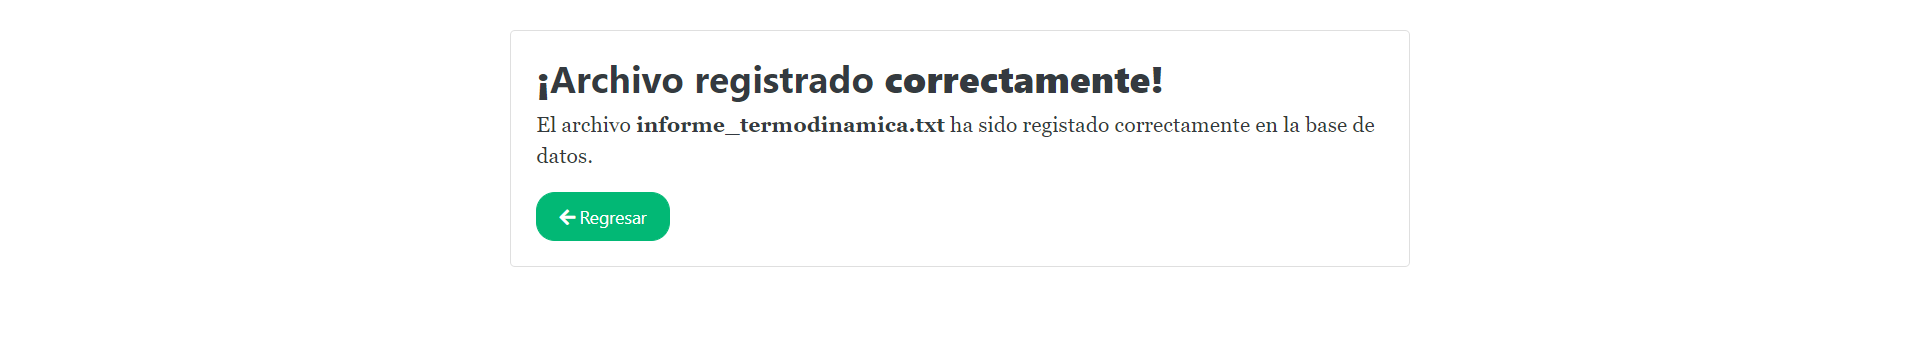 ¡Archivo registrado correctamente!
El archivo informe_termodinamica.txt ha sido registado correctamente en la base de
datos.
Regresar